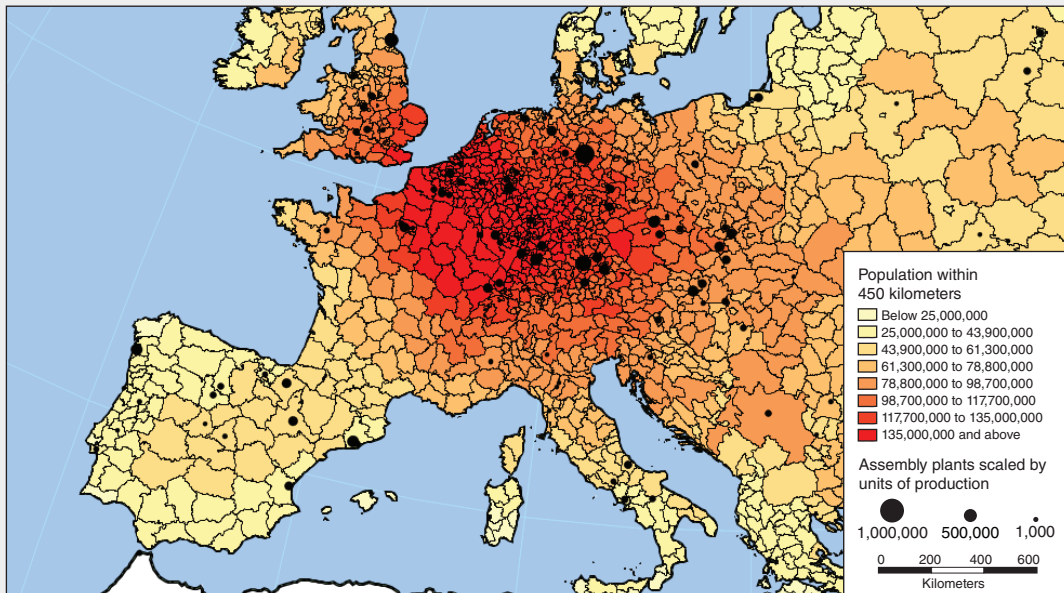 Population within
450 kilometers
Below 25,000,000
25,000,000 to 43,900,000
43,900,000 to 61,300,000
61,300,000 to 78,800,000
78,800,000 to 98,700,000
98,700,000 to 117,700,000
117,700,000 to 135,000,000
135,000,000 and above
Assembly plants scaled by
units of production
1,000,000 500,000 1,000
0 200 400 600
Kilometers